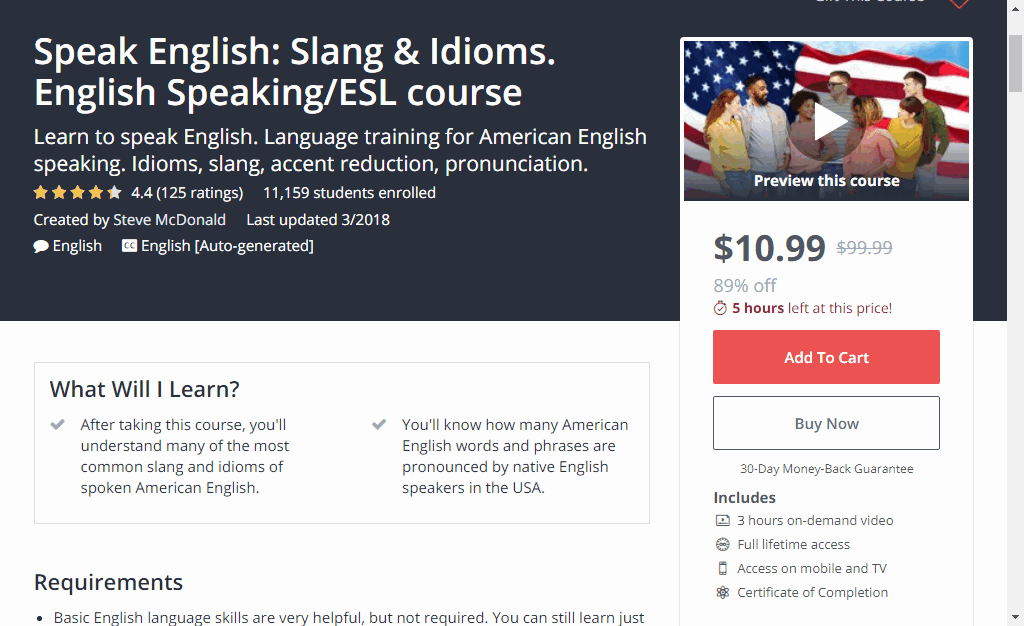 Gift This Course
Speak English: Slang & Idioms.
English Speaking/ESL course
Learn to speak English. Language training for American English
speaking. Idioms, slang, accent reduction, pronunciation.
4.4 (125 ratings) 11,159 students enrolled
Created by Steve McDonald Last updated 3/2018
English CC English [Auto-generated]
Preview this course
$10.99 $99.99
89% off
5 hours left at this price!
Add To Cart
Buy Now
30-Day Money-Back Guarantee
Includes
3 hours on-demand video
Full lifetime access
Access on mobile and TV
Certificate of Completion
What Will I Learn?
After taking this course, you'll
understand many of the most
common slang and idioms of
spoken American English.
You'll know how many American
English words and phrases are
pronounced by native English
speakers in the USA.
Requirements
Basic English language skills are very helpful, but not required. You can still learn just